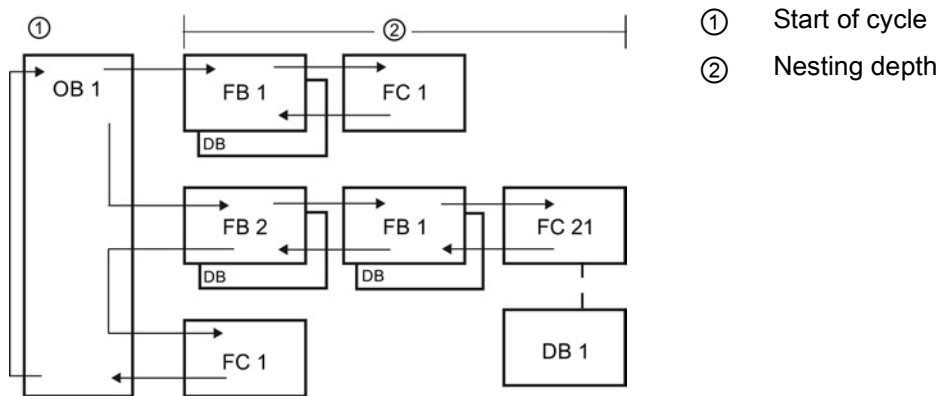 ① Start of cycle
② Nesting depth
①
②
OB 1
FB 1
FC 1
DB
FB 2
FB 1
FC 21
DB
DB
FC 1
DB 1